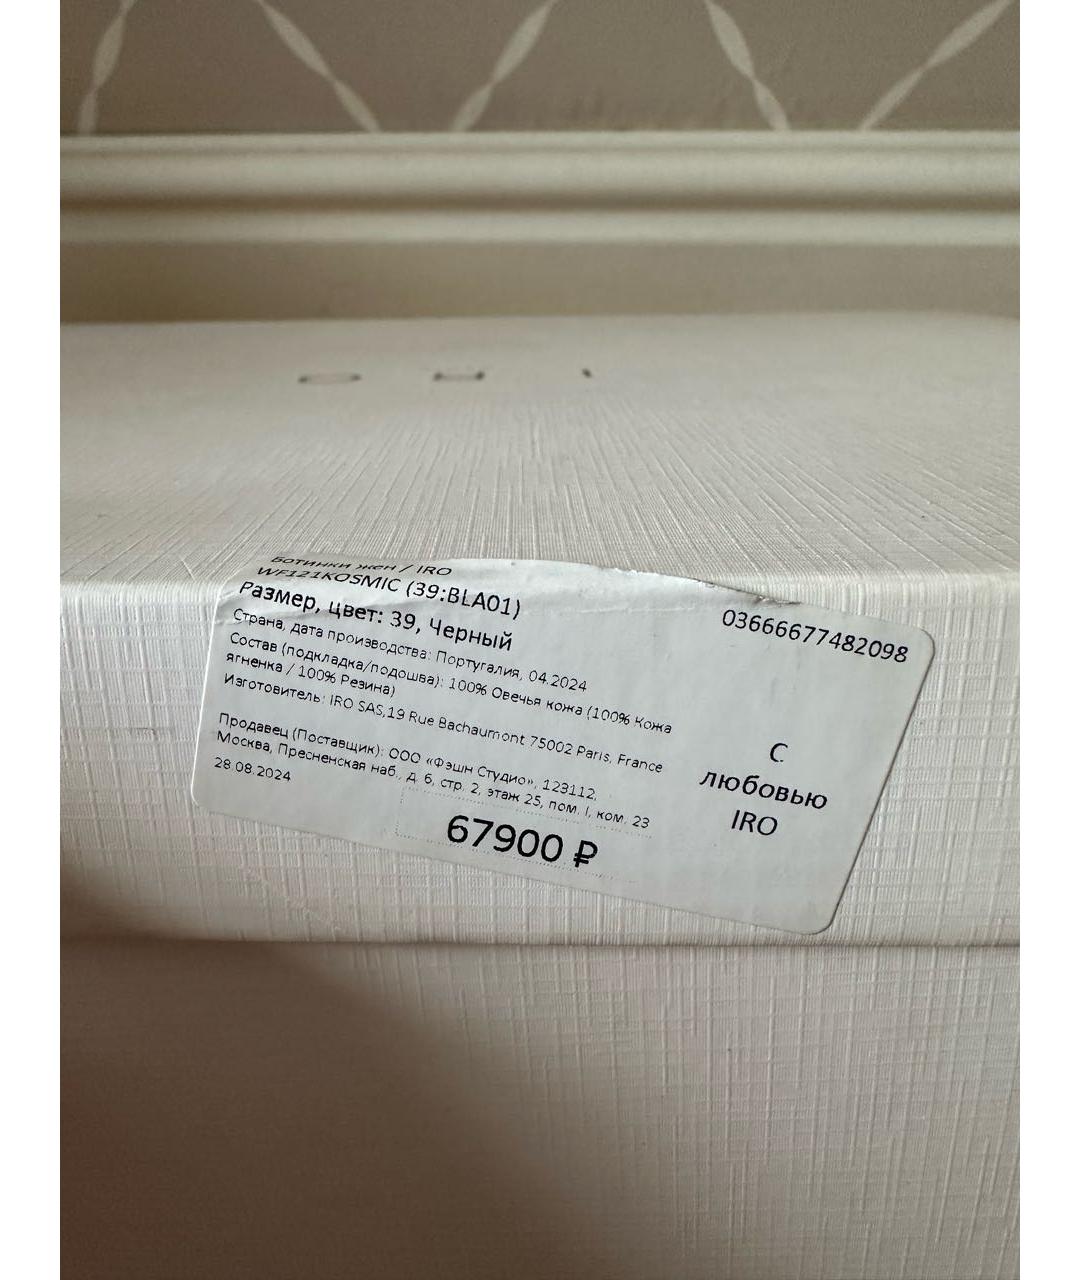 Ботинки жен / IRO
WF121KOSMIC (39:BLA01)
Размер, цвет: 39, Черный
Страна, дата производства: Португалия, 04.2024
Состав (подкладка/подошва): 100% Овечья кожа (100% Кожа
ягненка / 100% Резина)
Изготовитель: IRO SAS,19 Rue Bachaumont 75002 Paris, France
Продавец (Поставщик): ООО «Фэшн Студио», 123112,
Москва, Пресненская наб., д. 6, стр. 2, этаж 25, пом. I, ком. 23
28.08.2024
67900 ₽
03666677482098
С
любовью
IRO